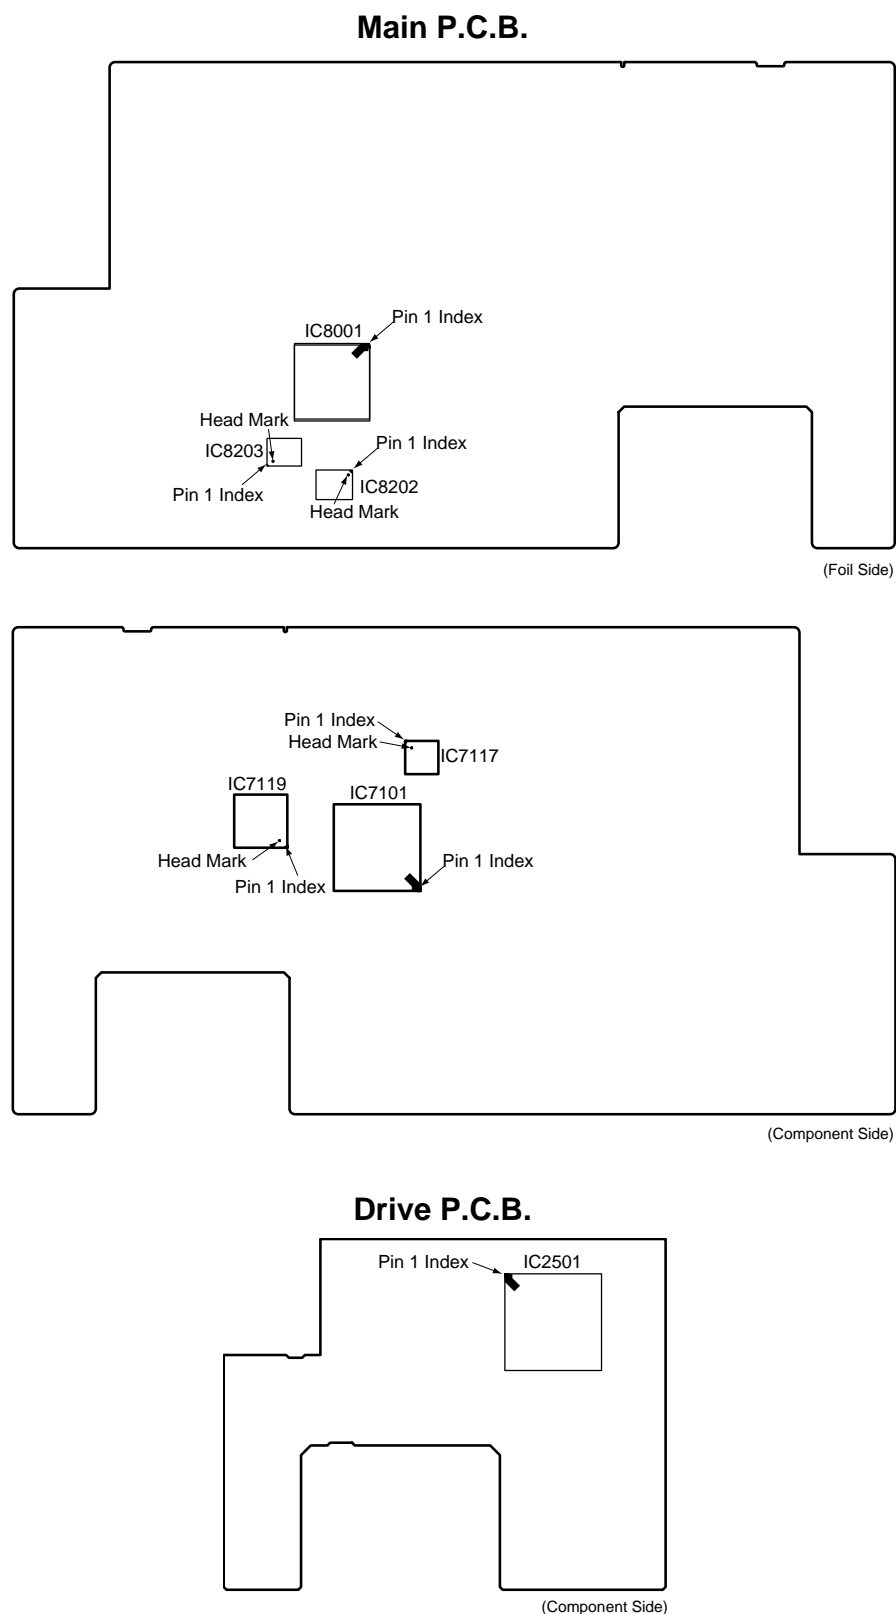 Main P.C.B.
Pin 1 Index
IC8001
Head Mark
Pin 1 Index
IC8203
IC8202
Pin 1 Index
Head Mark
(Foil Side)
Pin 1 Index
Head Mark
IC7117
IC7119
IC7101
Head Mark
Pin 1 Index
Pin 1 Index
(Component Side)
Drive P.C.B.
Pin 1 Index
IC2501
(Component Side)